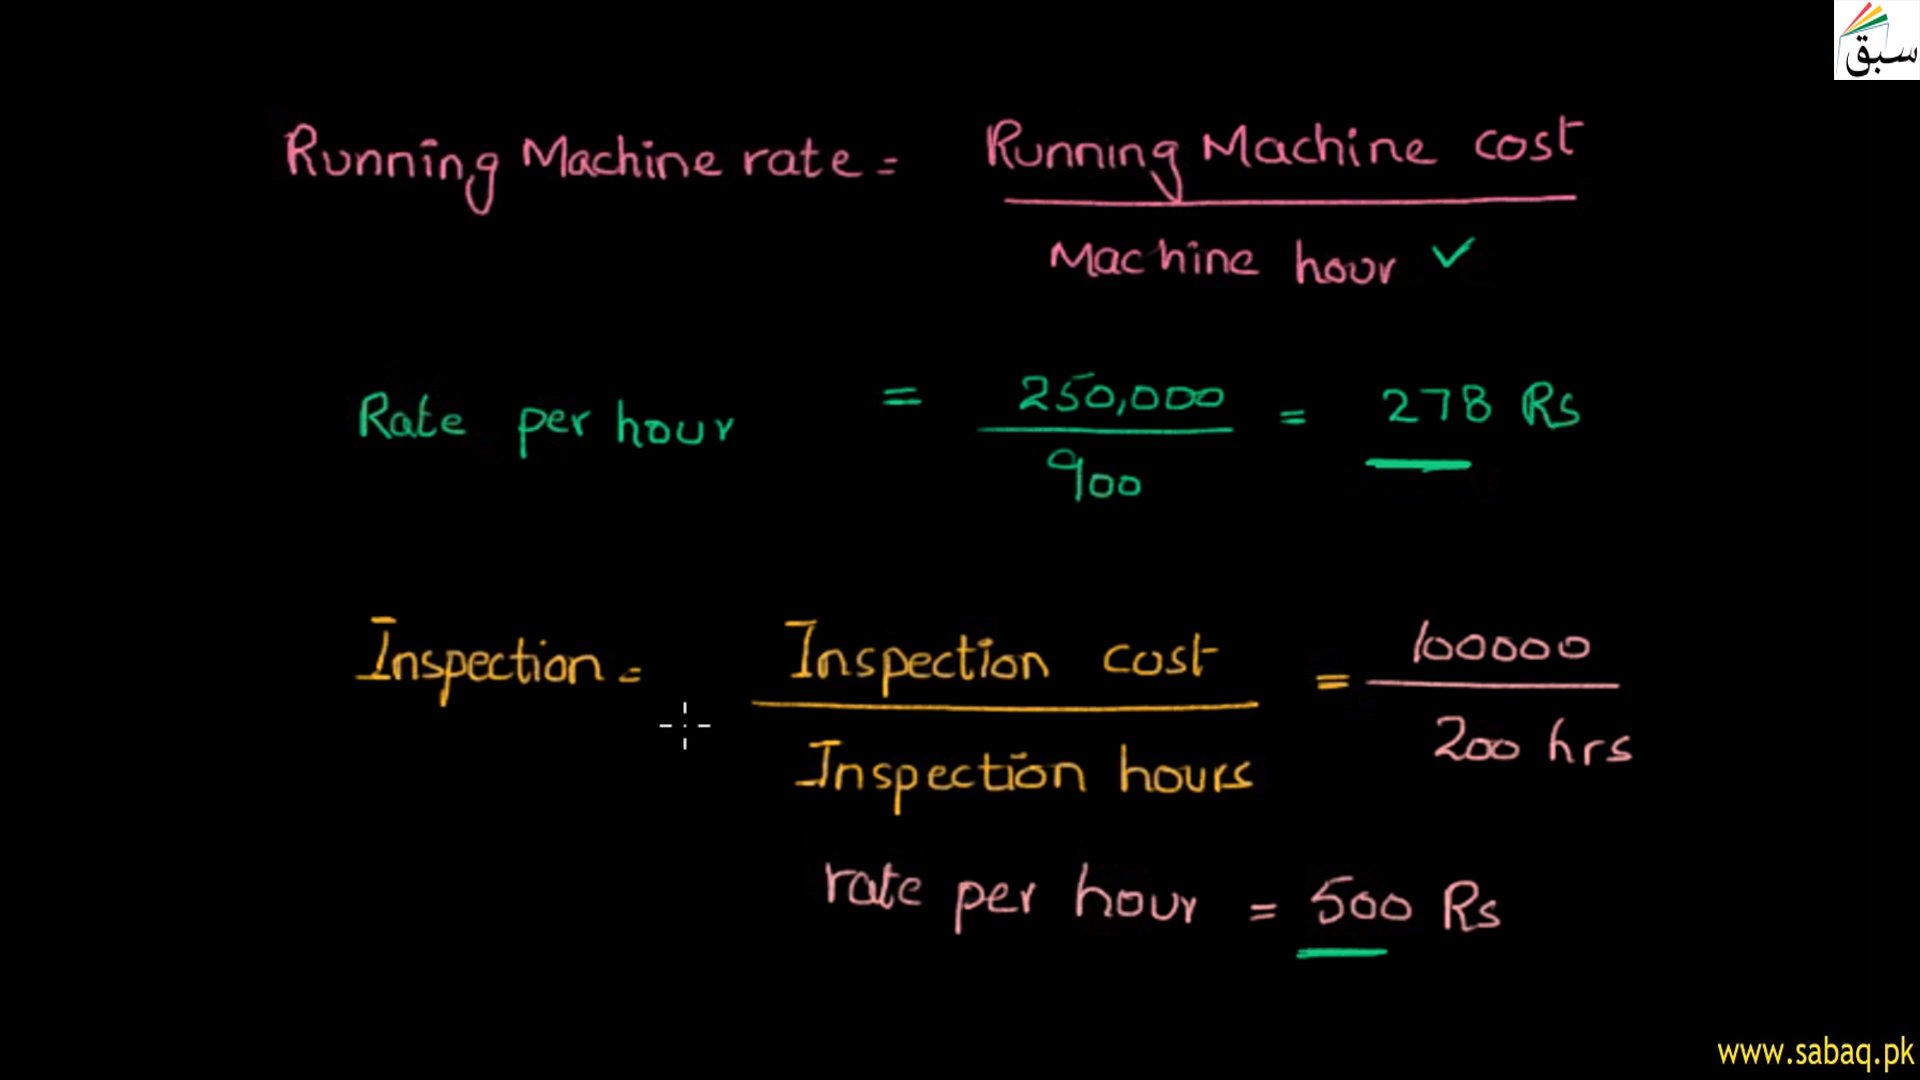 سبق
Running Machine rate = Running Machine cost
Machine hour ✓
Rate per hour = 250,000 = 278 Rs
900
Inspection = Inspection cost = 100000
Inspection hours 200 hrs
rate per hour = 500 Rs
www.sabaq.pk